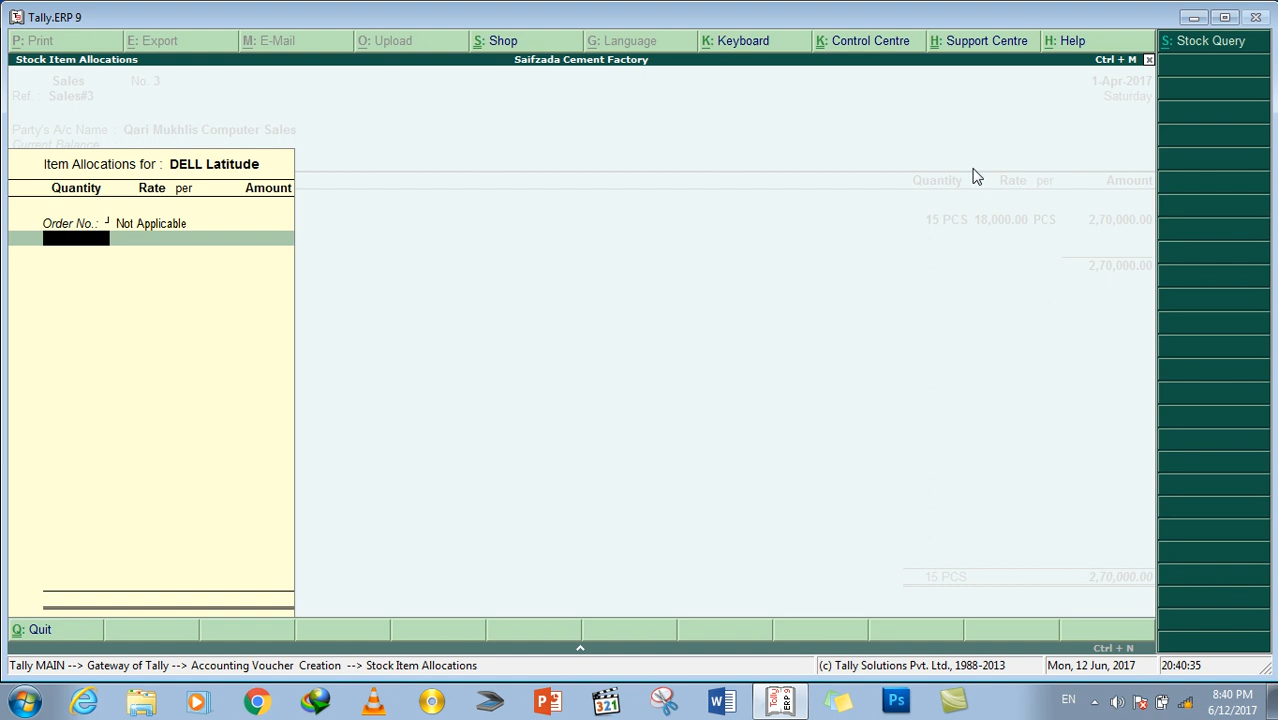 Tally.ERP 9
P: Print E: Export M: E-Mail O: Upload S: Shop G: Language K: Keyboard K: Control Centre H: Support Centre H: Help S: Stock Query
Stock Item Allocations Saifzada Cement Factory Ctrl + M
Sales No. 3 1-Apr-2017
Ref. : Sales#3 Saturday
Party's A/c Name : Qari Mukhlis Computer Sales
Current Balance :
Item Allocations for : DELL Latitude
Quantity Rate per Amount Quantity Rate per Amount
Order No.: Not Applicable 15 PCS 18,000.00 PCS 2,70,000.00
2,70,000.00
15 PCS 2,70,000.00
Q: Quit
Ctrl + N
Tally MAIN --> Gateway of Tally --> Accounting Voucher Creation --> Stock Item Allocations (c) Tally Solutions Pvt. Ltd., 1988-2013 Mon, 12 Jun, 2017 20:40:35
321 TALLY ERP 9 Ps EN 8:40 PM
6/12/2017